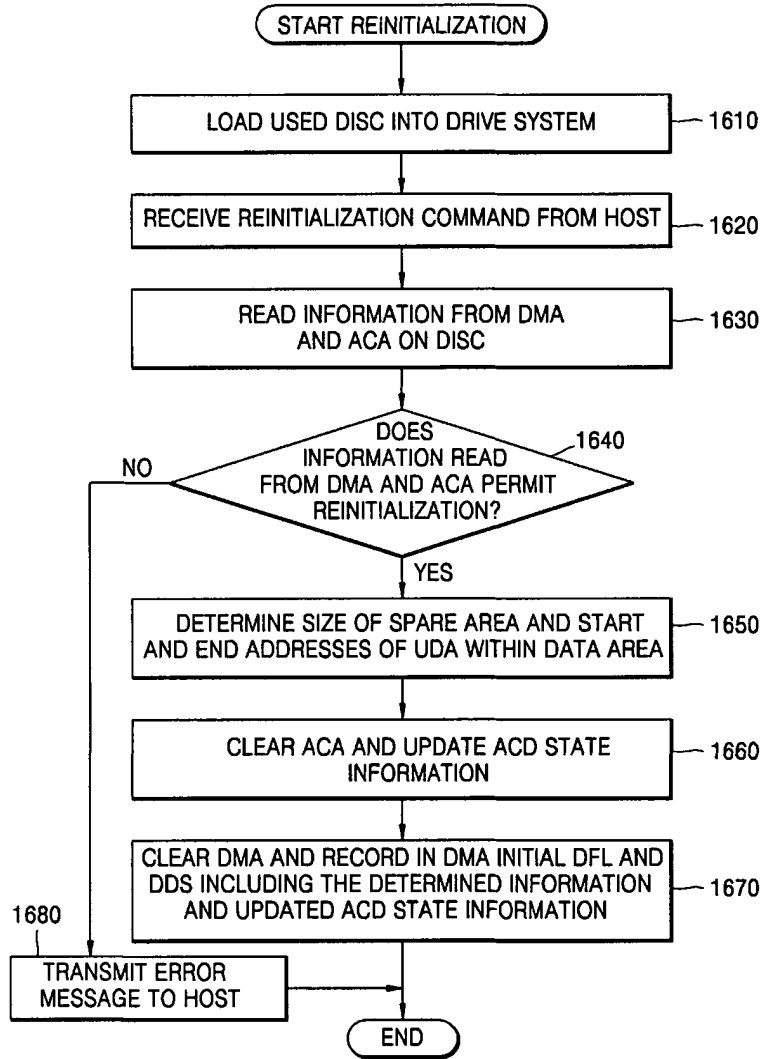 START REINITIALIZATION
LOAD USED DISC INTO DRIVE SYSTEM
1610
RECEIVE REINITIALIZATION COMMAND FROM HOST
1620
READ INFORMATION FROM DMA
AND ACA ON DISC
1630
DOES
INFORMATION READ
FROM DMA AND ACA PERMIT
REINITIALIZATION?
1640
NO
YES
DETERMINE SIZE OF SPARE AREA AND START
AND END ADDRESSES OF UDA WITHIN DATA AREA
1650
CLEAR ACA AND UPDATE ACD STATE
INFORMATION
1660
CLEAR DMA AND RECORD IN DMA INITIAL DFL AND
DDS INCLUDING THE DETERMINED INFORMATION
AND UPDATED ACD STATE INFORMATION
1670
1680
TRANSMIT ERROR
MESSAGE TO HOST
END